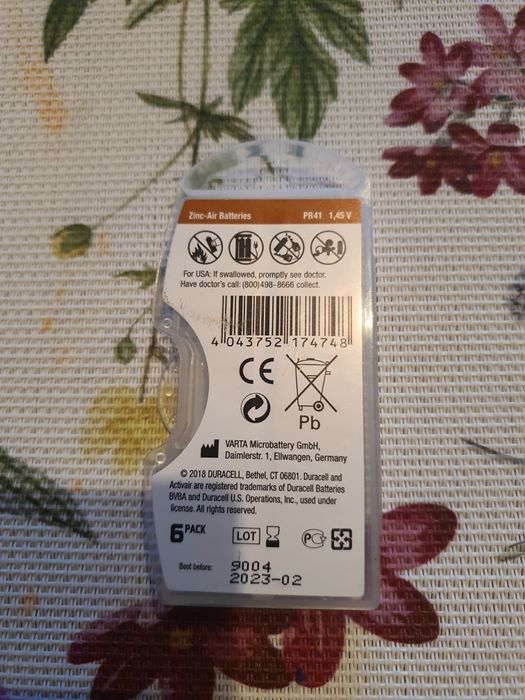 Zinc-Air Batteries PR41 1,45 V
For USA: If swallowed, promptly see doctor.
Have doctor's call: (800)498-8666 collect.
4 043752 174748
CE
Pb
VARTA Microbattery GmbH,
Daimlerstr. 1, Ellwangen, Germany
© 2018 DURACELL, Bethel, CT 06801. Duracell and
Activair are registered trademarks of Duracell Batteries
BVBA and Duracell U.S. Operations, Inc., used under
license. All rights reserved.
6 PACK LOT
Best before: 9004
2023-02